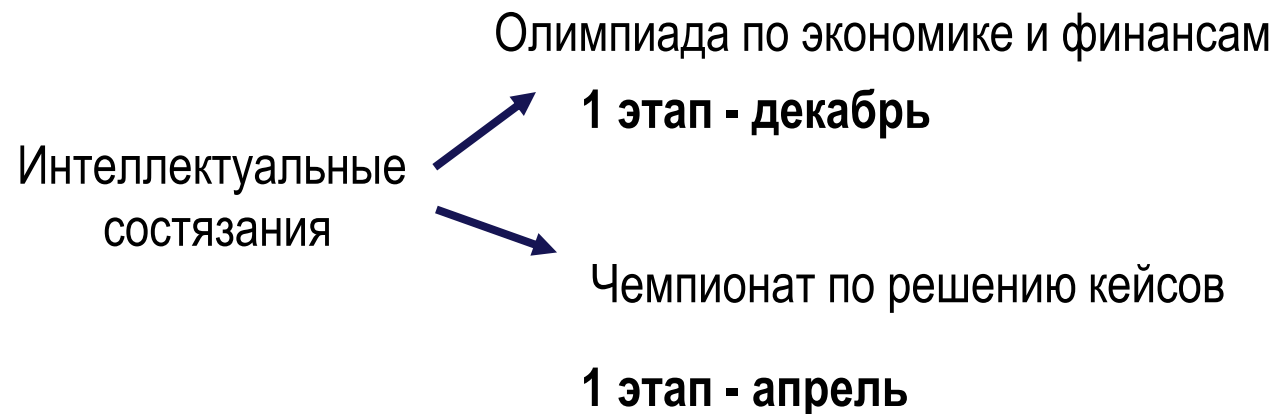 Олимпиада по экономике и финансам
1 этап - декабрь
Интеллектуальные
состязания
Чемпионат по решению кейсов
1 этап - апрель